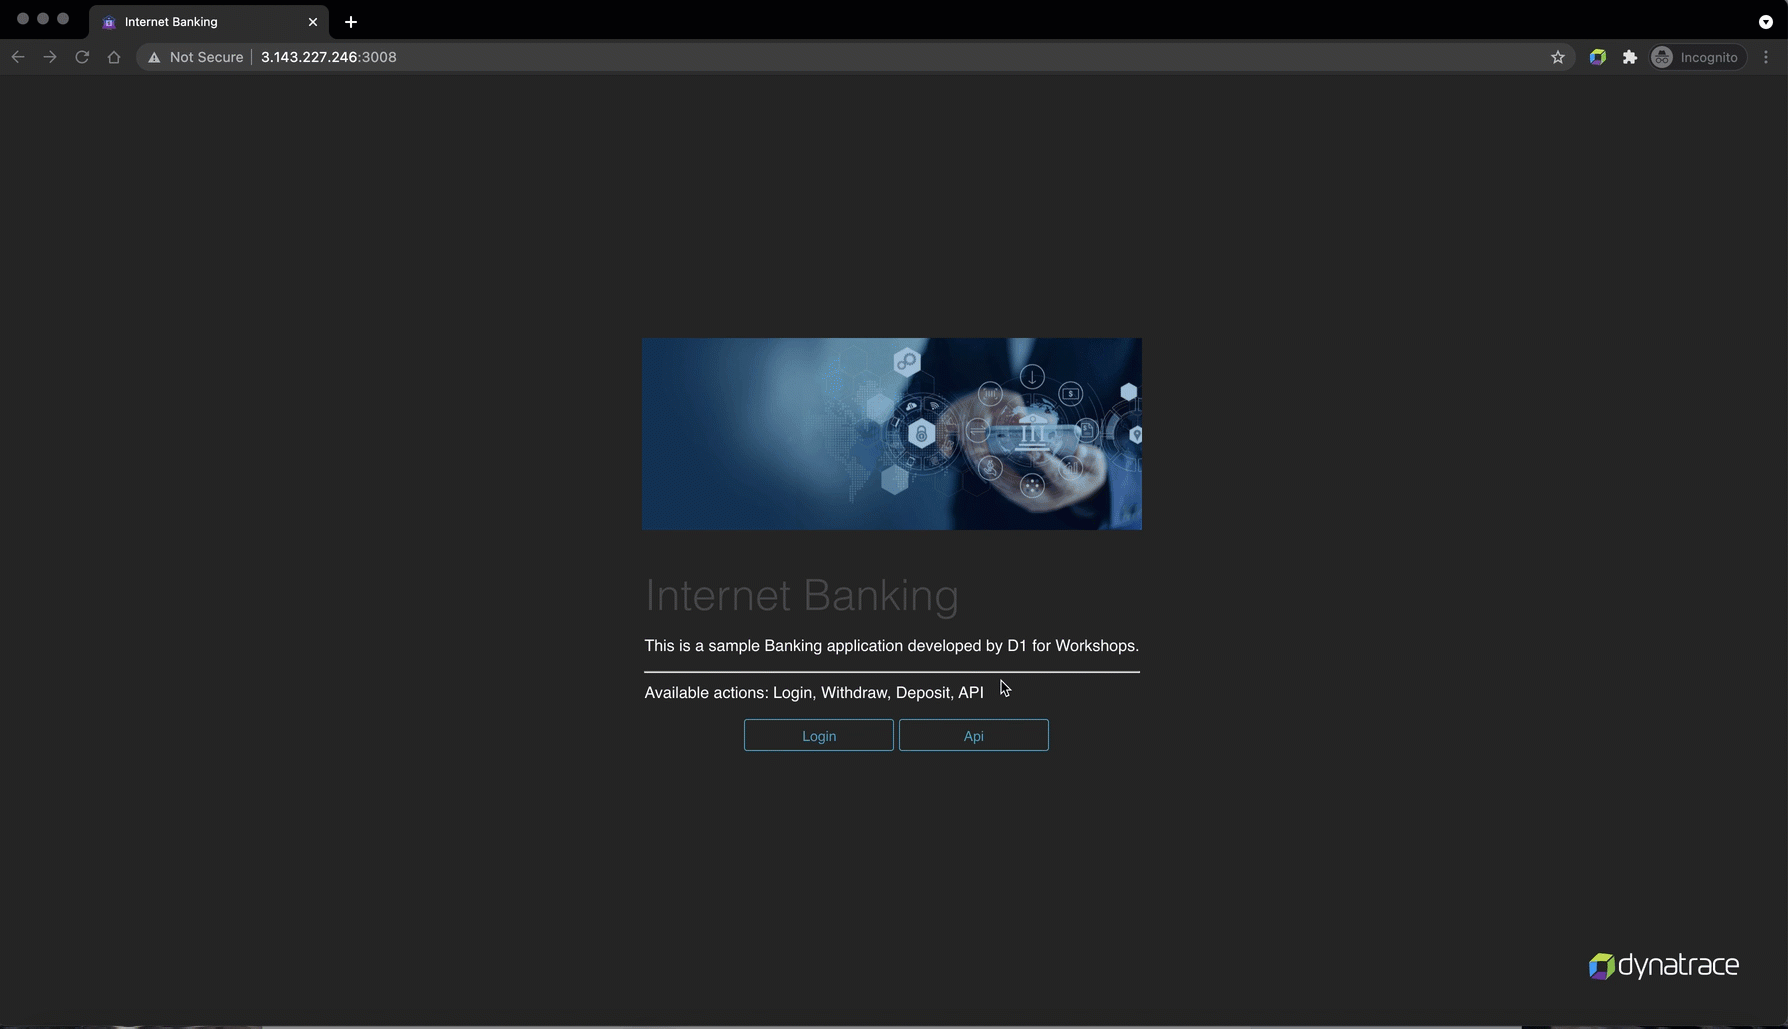 Internet Banking
Not Secure
3.143.227.246:3008
Incognito
Internet Banking
This is a sample Banking application developed by D1 for Workshops.
Available actions: Login, Withdraw, Deposit, API
Login
Api
dynatrace